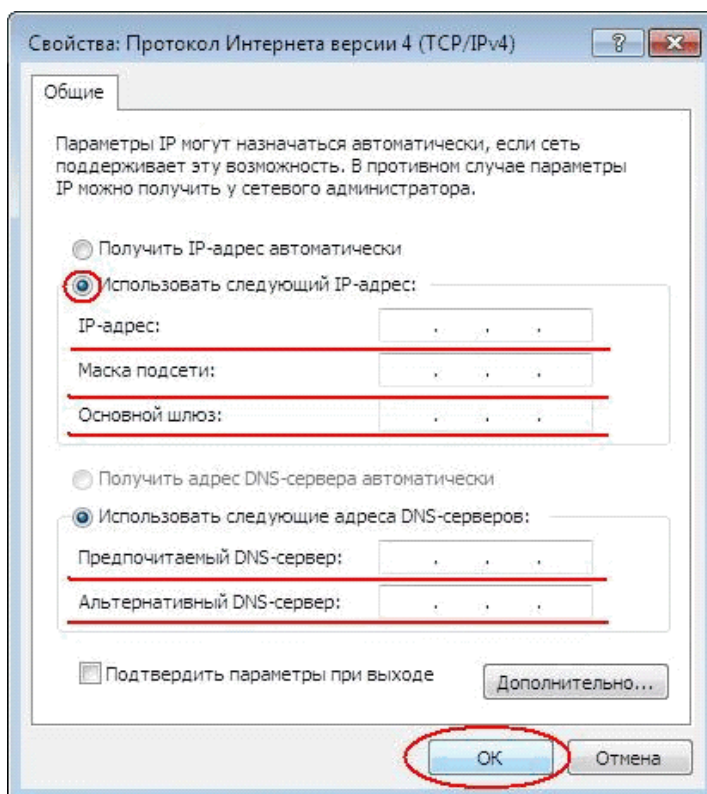 Свойства: Протокол Интернета версии 4 (TCP/IPv4)
Общие
Параметры IP могут назначаться автоматически, если сеть
поддерживает эту возможность. В противном случае параметры
IP можно получить у сетевого администратора.
Получить IP-адрес автоматически
Использовать следующий IP-адрес:
IP-адрес:
Маска подсети:
Основной шлюз:
Получить адрес DNS-сервера автоматически
Использовать следующие адреса DNS-серверов:
Предпочитаемый DNS-сервер:
Альтернативный DNS-сервер:
Подтвердить параметры при выходе
Дополнительно...
ОК
Отмена